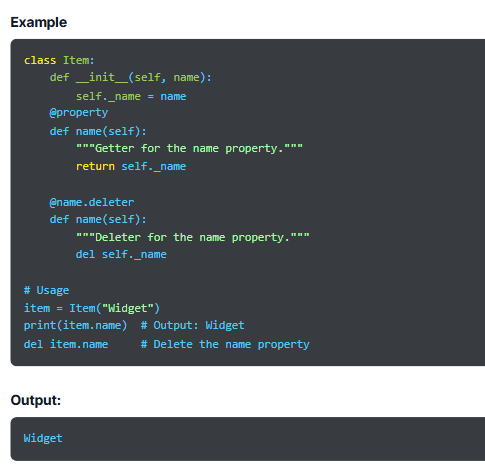 Example
class Item:
    def __init__(self, name):
        self._name = name
    @property
    def name(self):
        """Getter for the name property."""
        return self._name

    @name.deleter
    def name(self):
        """Deleter for the name property."""
        del self._name

# Usage
item = Item("Widget")
print(item.name)  # Output: Widget
del item.name     # Delete the name property
Output:
Widget